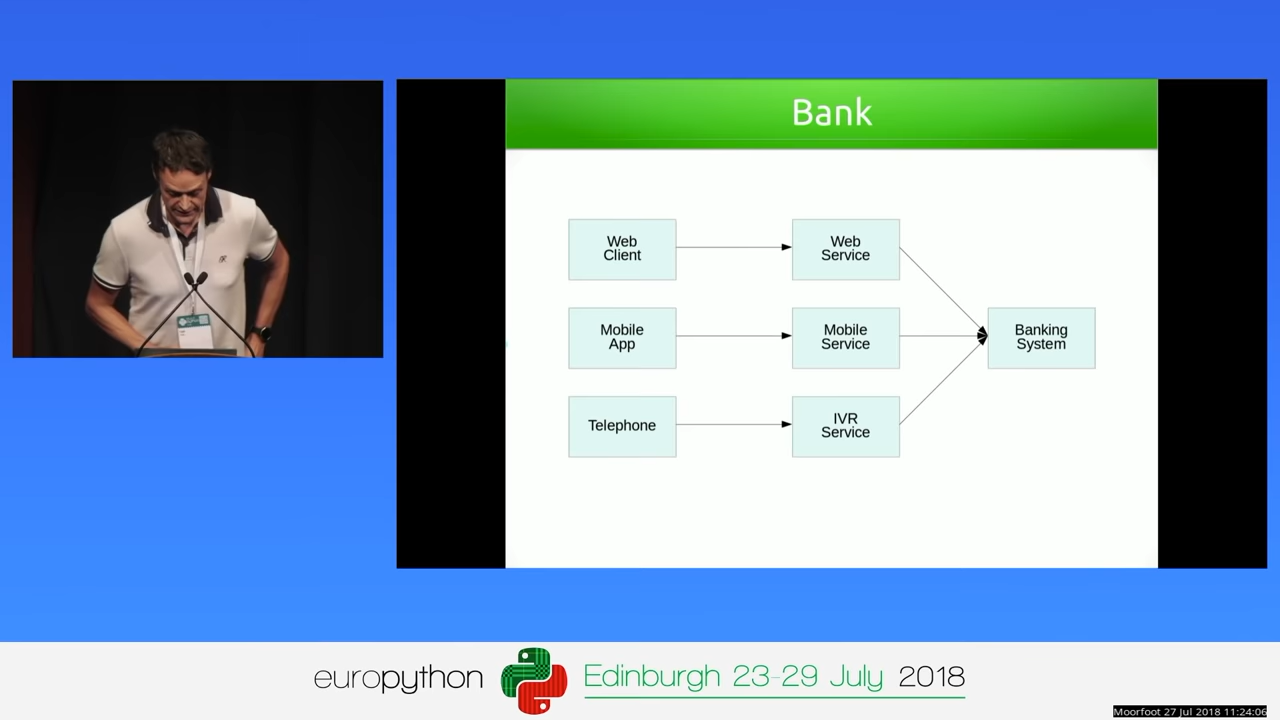 Bank
Web
Client
Web
Service
Mobile
App
Mobile
Service
Banking
System
Telephone
IVR
Service
europython
Edinburgh 23-29 July 2018
Moorfoot 27 Jul 2018 11:24:06